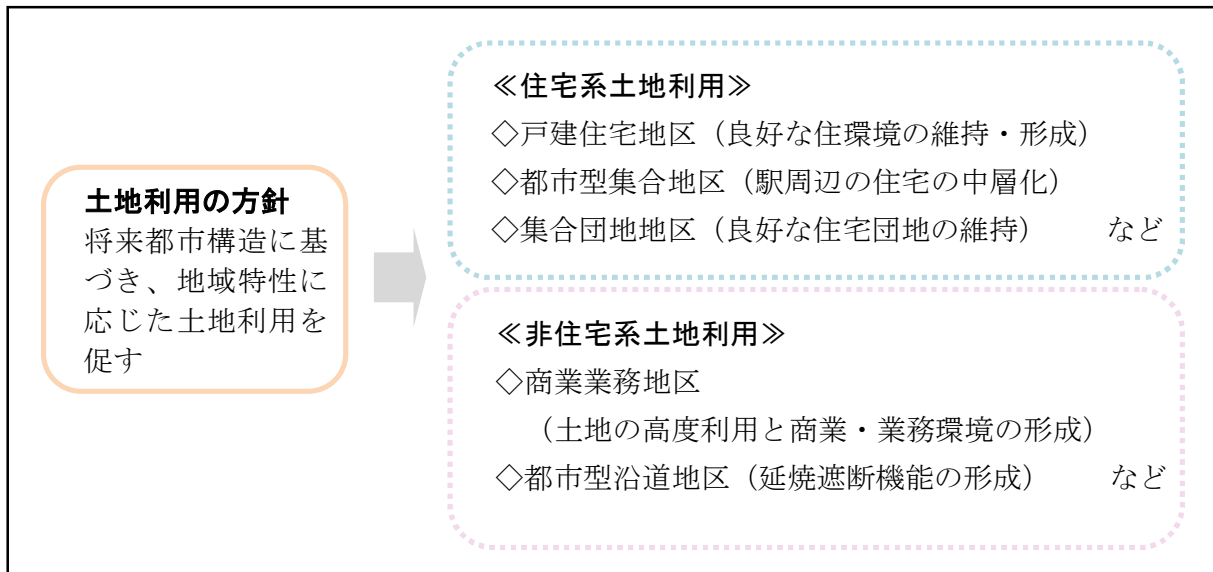 土地利用の方針
将来都市構造に基
づき、地域特性に
応じた土地利用を
促す
≪住宅系土地利用≫
◇戸建住宅地区（良好な住環境の維持・形成）
◇都市型集合地区（駅周辺の住宅の中層化）
◇集合団地地区（良好な住宅団地の維持）　　など
≪非住宅系土地利用≫
◇商業業務地区
（土地の高度利用と商業・業務環境の形成）
◇都市型沿道地区（延焼遮断機能の形成）　　など